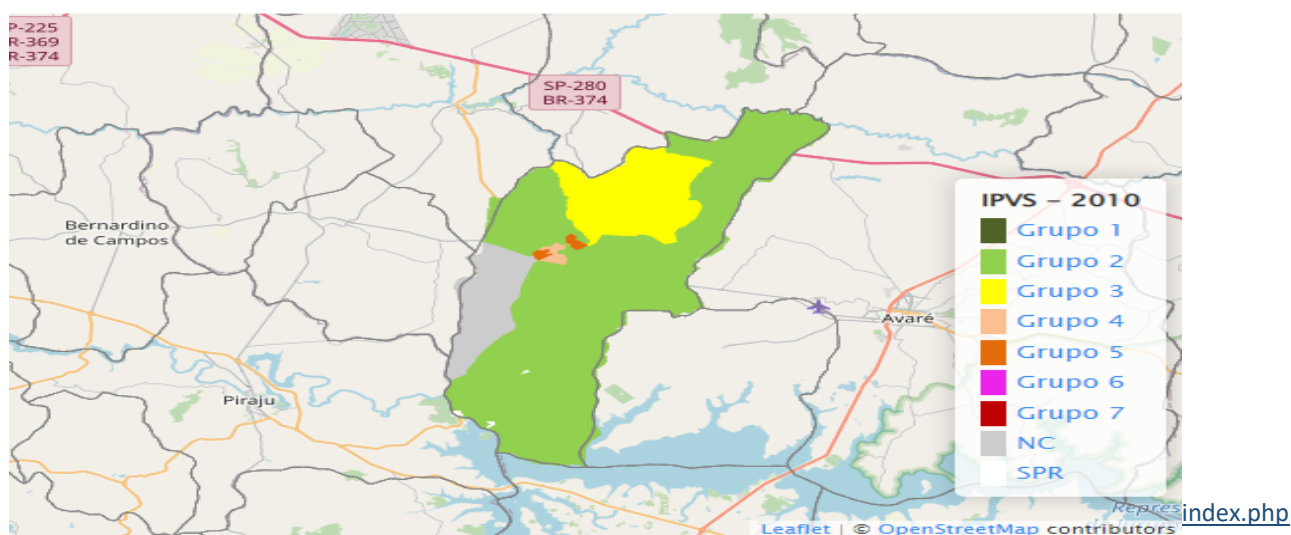 P-225
R-369
R-374
SP-280
BR-374
Bernardino
de Campos
Piraju
Avaré
IPVS – 2010
Grupo 1
Grupo 2
Grupo 3
Grupo 4
Grupo 5
Grupo 6
Grupo 7
NC
SPR
Repres
Leaflet | © OpenStreetMap contributors
index.php